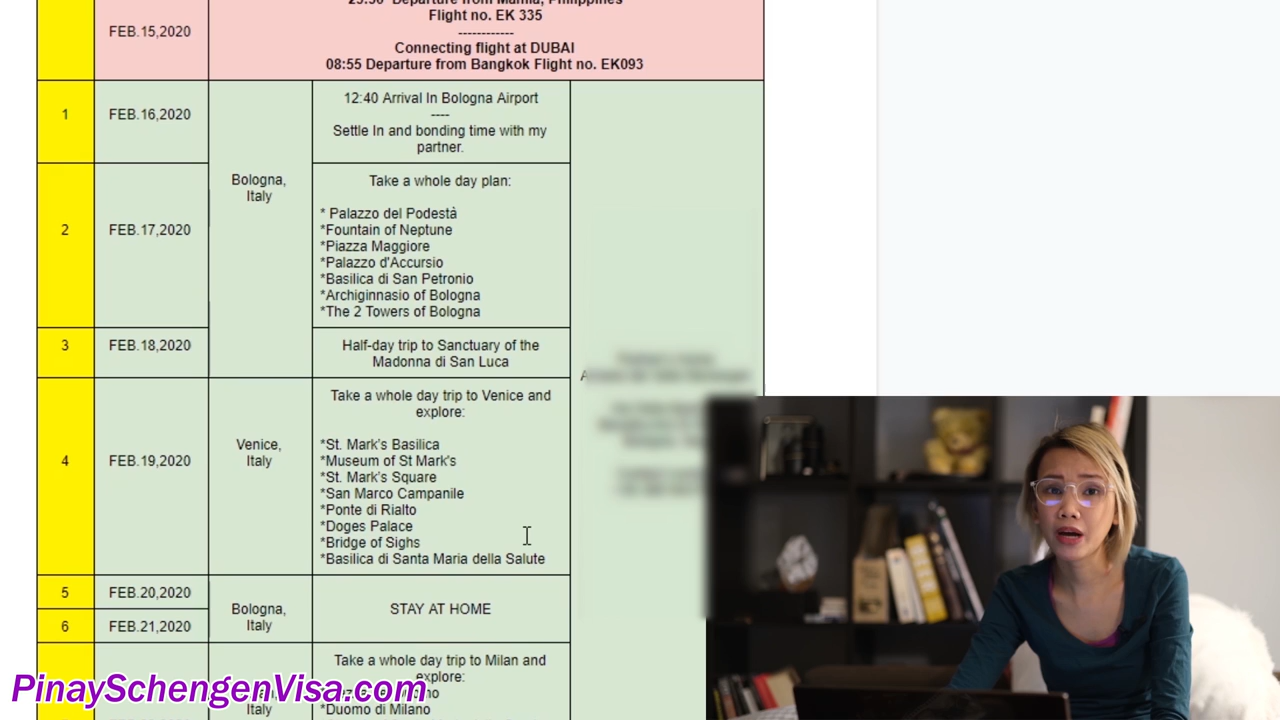 Flight no. EK 335
------------
Connecting flight at DUBAI
08:55 Departure from Bangkok Flight no. EK093
FEB.15,2020
1
FEB.16,2020
Bologna,
Italy
12:40 Arrival In Bologna Airport
----
Settle In and bonding time with my
partner.
2
FEB.17,2020
Take a whole day plan:
* Palazzo del Podestà
*Fountain of Neptune
*Piazza Maggiore
*Palazzo d'Accursio
*Basilica di San Petronio
*Archiginnasio of Bologna
*The 2 Towers of Bologna
3
FEB.18,2020
Half-day trip to Sanctuary of the
Madonna di San Luca
4
FEB.19,2020
Venice,
Italy
Take a whole day trip to Venice and
explore:
*St. Mark's Basilica
*Museum of St Mark's
*St. Mark's Square
*San Marco Campanile
*Ponte di Rialto
*Doges Palace
*Bridge of Sighs
*Basilica di Santa Maria della Salute
5
FEB.20,2020
6
FEB.21,2020
Bologna,
Italy
STAY AT HOME
Take a whole day trip to Milan and
explore:
Italy
*Duomo di Milano
PinaySchengenVisa.com